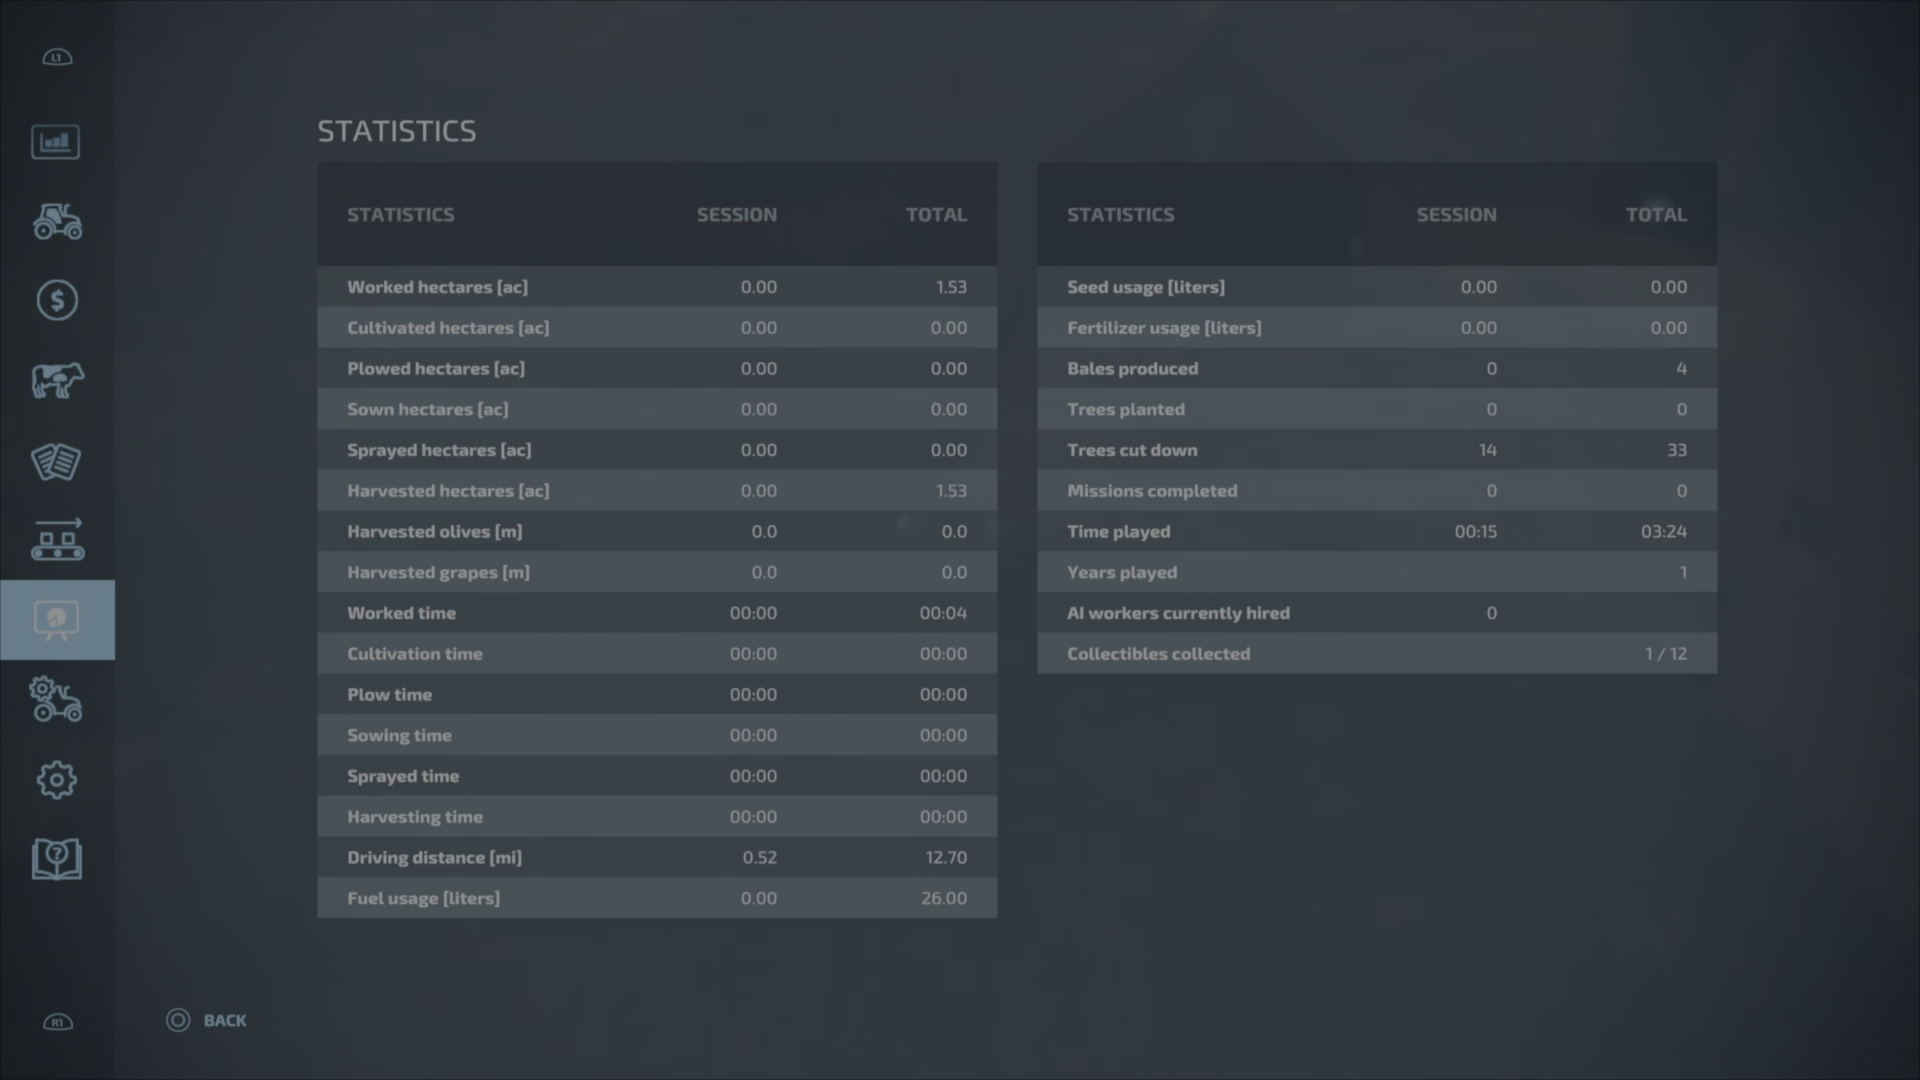 L1
STATISTICS
STATISTICS SESSION TOTAL
Worked hectares [ac] 0.00 1.53
Cultivated hectares [ac] 0.00 0.00
Plowed hectares [ac] 0.00 0.00
Sown hectares [ac] 0.00 0.00
Sprayed hectares [ac] 0.00 0.00
Harvested hectares [ac] 0.00 1.53
Harvested olives [m] 0.0 0.0
Harvested grapes [m] 0.0 0.0
Worked time 00:00 00:04
Cultivation time 00:00 00:00
Plow time 00:00 00:00
Sowing time 00:00 00:00
Sprayed time 00:00 00:00
Harvesting time 00:00 00:00
Driving distance [mi] 0.52 12.70
Fuel usage [liters] 0.00 26.00
STATISTICS SESSION TOTAL
Seed usage [liters] 0.00 0.00
Fertilizer usage [liters] 0.00 0.00
Bales produced 0 4
Trees planted 0 0
Trees cut down 14 33
Missions completed 0 0
Time played 00:15 03:24
Years played 1
AI workers currently hired 0
Collectibles collected 1 / 12
R1
BACK